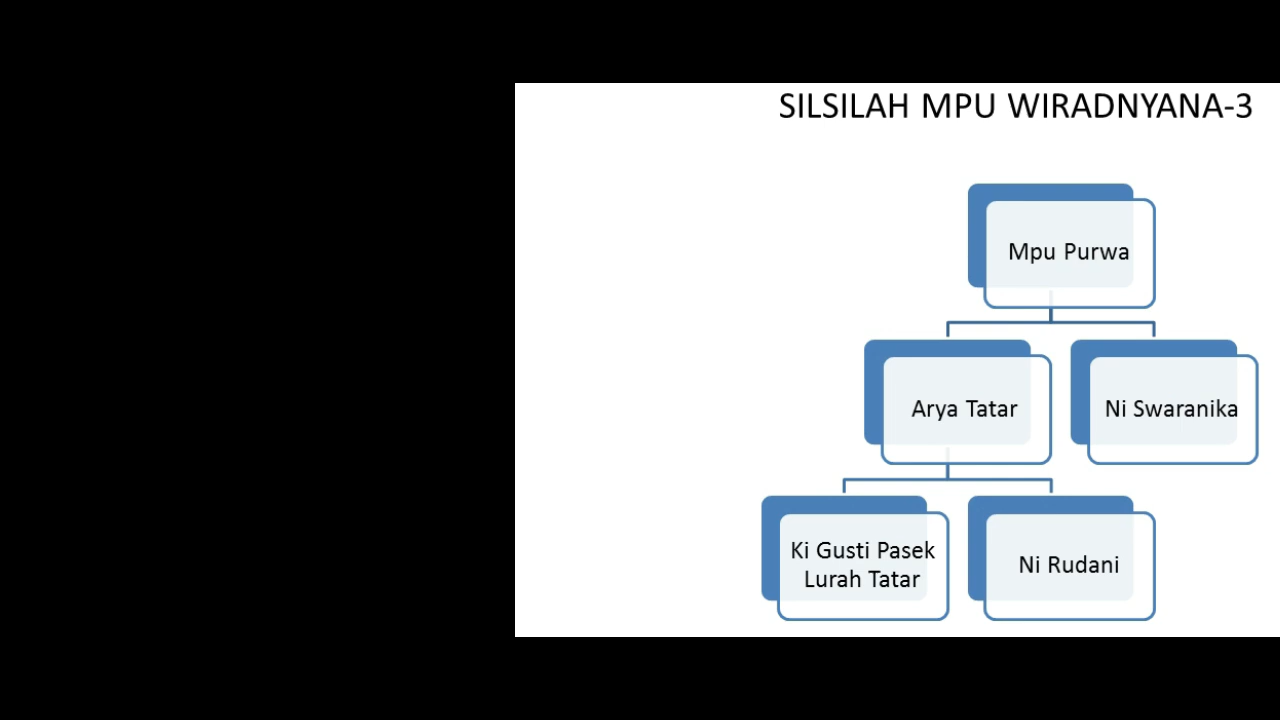 SILSILAH MPU WIRADNYANA-3
Mpu Purwa
Arya Tatar
Ni Swaranika
Ki Gusti Pasek
Lurah Tatar
Ni Rudani